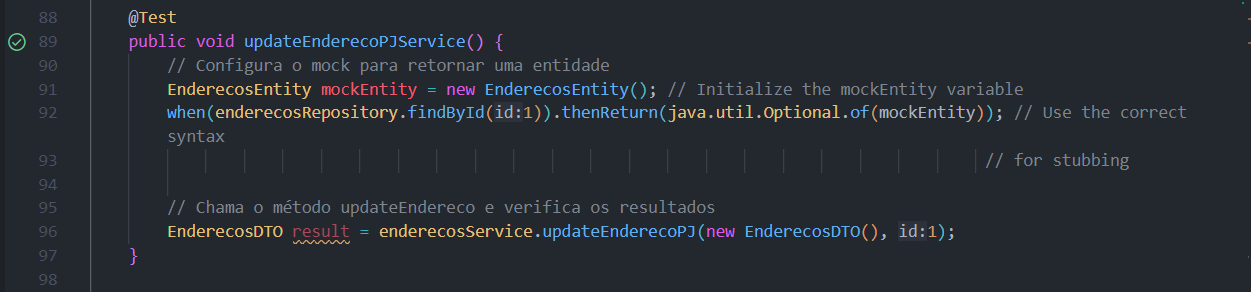 88 @Test
89 public void updateEnderecoPJService() {
90 // Configura o mock para retornar uma entidade
91 EnderecosEntity mockEntity = new EnderecosEntity(); // Initialize the mockEntity variable
92 when(enderecosRepository.findById(id:1)).thenReturn(java.util.Optional.of(mockEntity)); // Use the correct
syntax
93 // for stubbing
94
95 // Chama o método updateEndereco e verifica os resultados
96 EnderecosDTO result = enderecosService.updateEnderecoPJ(new EnderecosDTO(), id:1);
97 }
98